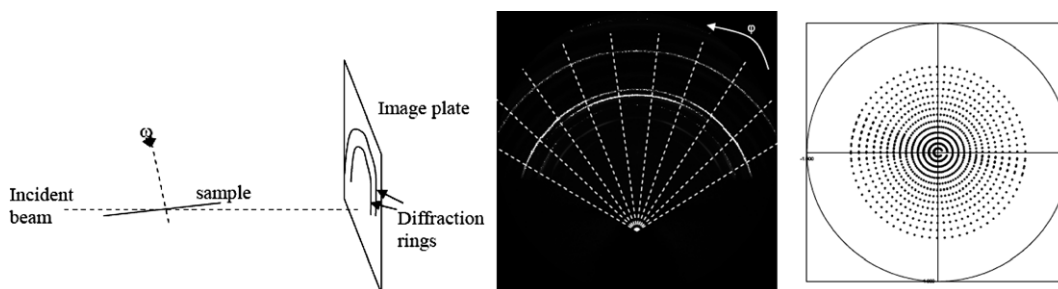 ω
Incident
beam
sample
Image plate
Diffraction
rings
φ